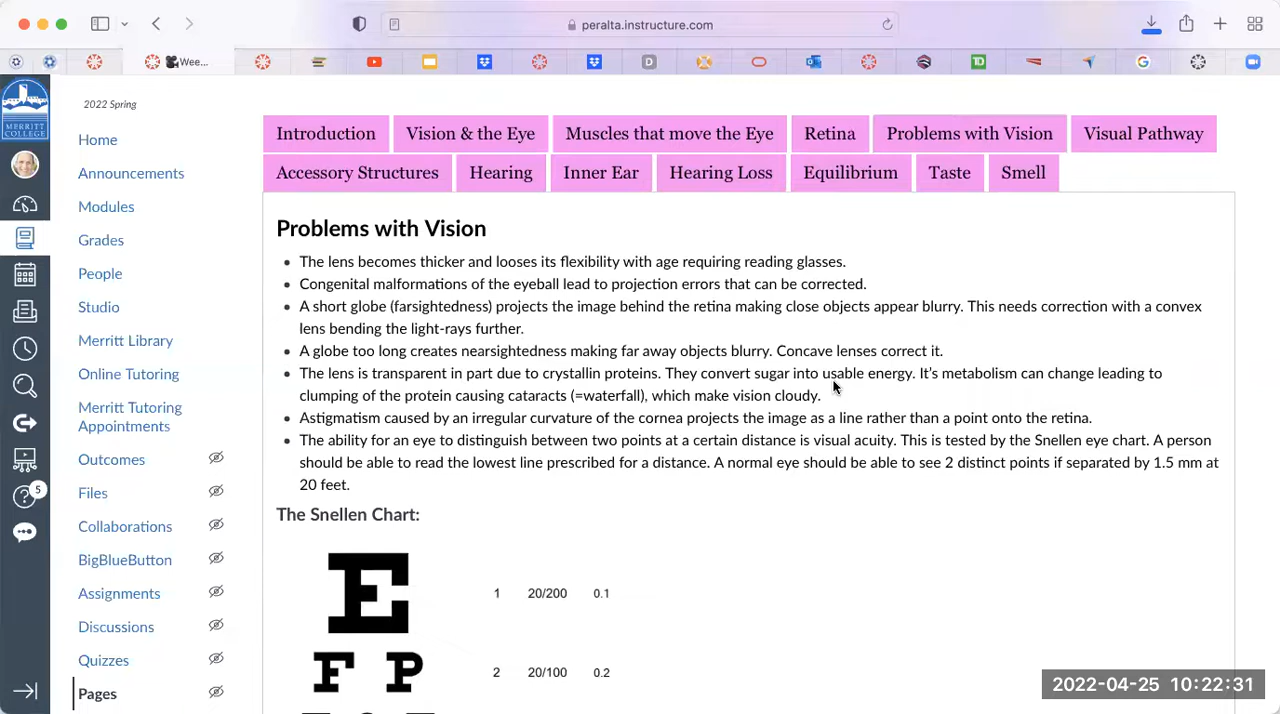 peralta.instructure.com
Wee...
MERRITT
COLLEGE
2022 Spring
Home
Announcements
Modules
Grades
People
Studio
Merritt Library
Online Tutoring
Merritt Tutoring
Appointments
Outcomes
Files
Collaborations
BigBlueButton
Assignments
Discussions
Quizzes
Pages
5
Introduction
Vision & the Eye
Muscles that move the Eye
Retina
Problems with Vision
Visual Pathway
Accessory Structures
Hearing
Inner Ear
Hearing Loss
Equilibrium
Taste
Smell
Problems with Vision
The lens becomes thicker and looses its flexibility with age requiring reading glasses.
Congenital malformations of the eyeball lead to projection errors that can be corrected.
A short globe (farsightedness) projects the image behind the retina making close objects appear blurry. This needs correction with a convex
lens bending the light-rays further.
A globe too long creates nearsightedness making far away objects blurry. Concave lenses correct it.
The lens is transparent in part due to crystallin proteins. They convert sugar into usable energy. It's metabolism can change leading to
clumping of the protein causing cataracts (=waterfall), which make vision cloudy.
Astigmatism caused by an irregular curvature of the cornea projects the image as a line rather than a point onto the retina.
The ability for an eye to distinguish between two points at a certain distance is visual acuity. This is tested by the Snellen eye chart. A person
should be able to read the lowest line prescribed for a distance. A normal eye should be able to see 2 distinct points if separated by 1.5 mm at
20 feet.
The Snellen Chart:
E 1 20/200 0.1
F P 2 20/100 0.2
2022-04-25 10:22:31